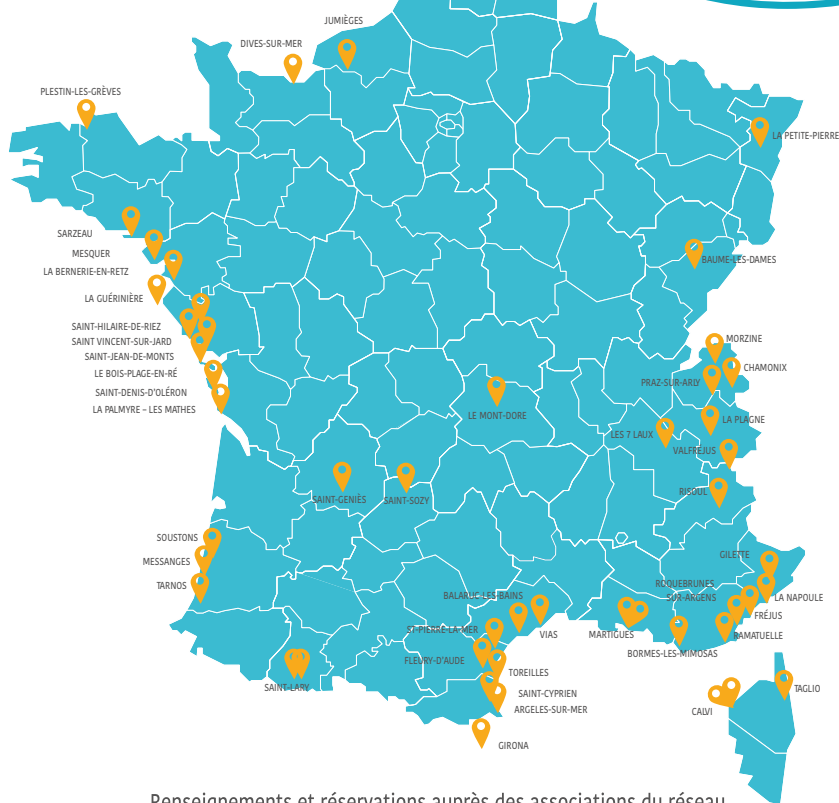 JUMIÈGES
DIVES-SUR-MER
PLESTIN-LES-GRÈVES
LA PETITE-PIERRE
SARZEAU
MESQUER
BAUME-LES-DAMES
LA BERNERIE-EN-RETZ
LA GUÉRINIÈRE
SAINT-HILAIRE-DE-RIEZ
SAINT VINCENT-SUR-JARD
SAINT-JEAN-DE-MONTS
LE BOIS-PLAGE-EN-RÉ
SAINT-DENIS-D'OLÉRON
LA PALMYRE – LES MATHES
MORZINE
CHAMONIX
PRAZ-SUR-ARLY
LE MONT-DORE
LA PLAGNE
LES 7 LAUX
VALFRÉJUS
RISOUL
SAINT-GENIÈS
SAINT-SOZY
SOUSTONS
MESSANGES
TARNOS
GILETTE
ROQUEBRUNES
SUR-ARGENS
LA NAPOULE
FRÉJUS
RAMATUELLE
BALARUC-LES-BAINS
ST-PIERRE-LA-MER
VIAS
MARTIGUES
BORMES-LES-MIMOSAS
FLEURY-D'AUDE
TOREILLES
SAINT-LARY
SAINT-CYPRIEN
ARGELES-SUR-MER
TAGLIO
CALVI
GIRONA
Renseignements et réservations auprès des associations du réseau